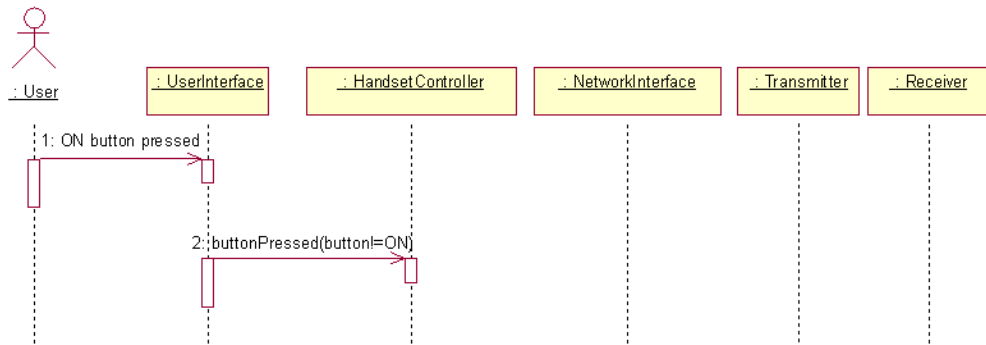 : User
: UserInterface
: HandsetController
: NetworkInterface
: Transmitter
: Receiver
1: ON button pressed
2: buttonPressed(button!=ON)